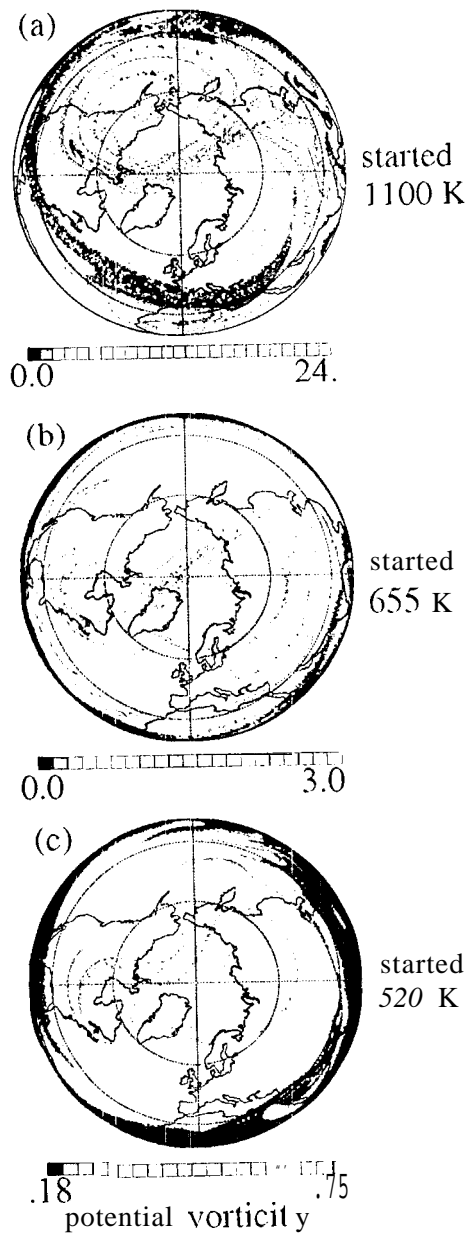 (a)
started
1100 K
0.0 24.
(b)
started
655 K
0.0 3.0
(c)
started
520 K
.18 .75
potential vorticity